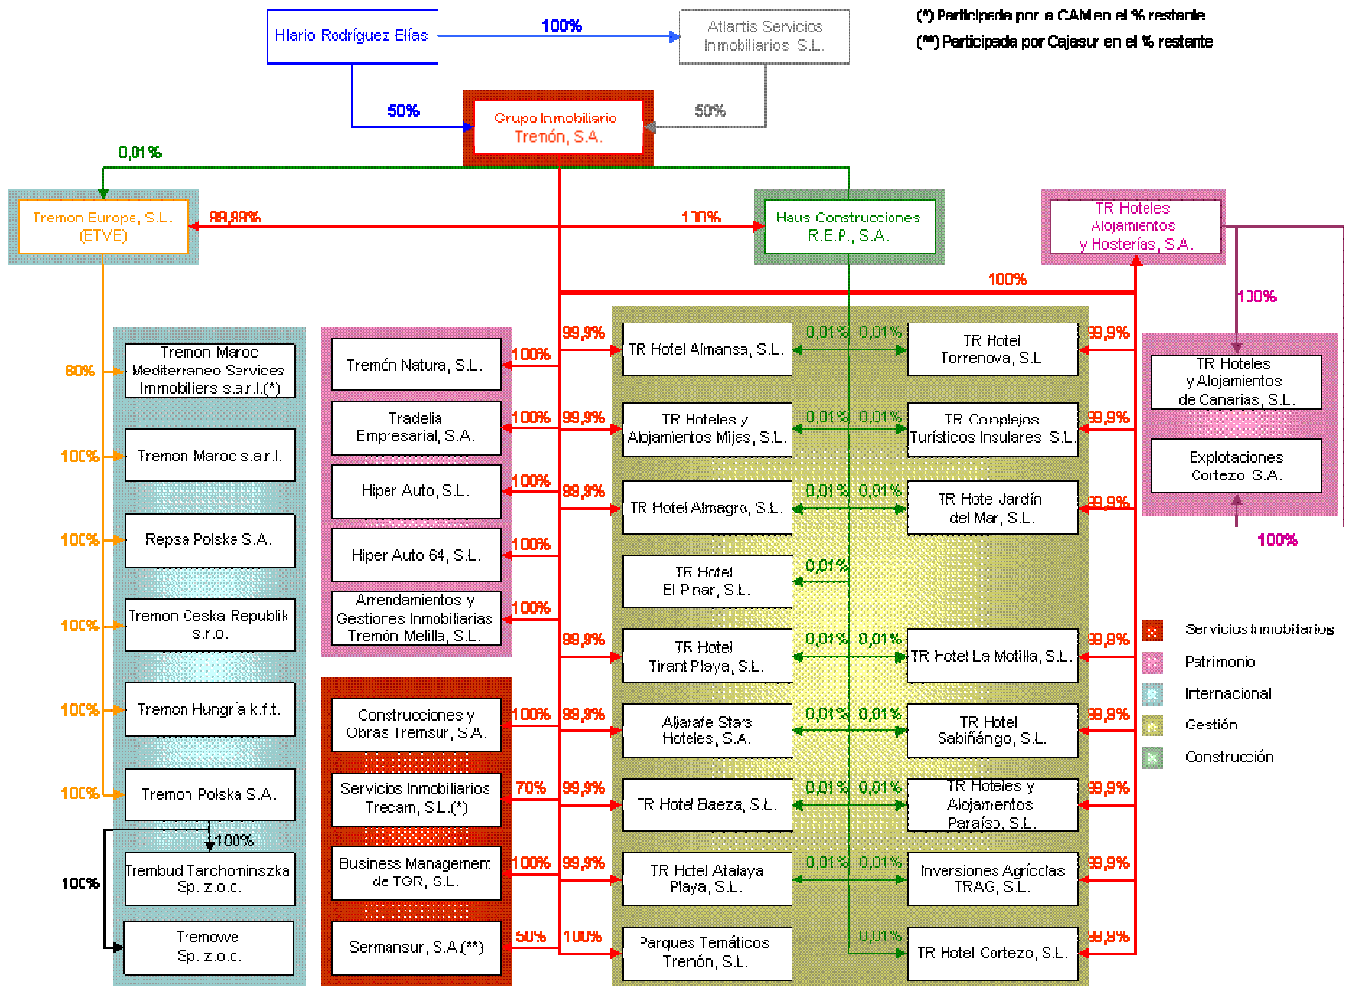 Hilario Rodríguez Elías
100%
Atlartis Servicios
Inmobiliarios S.L.
(*) Participada por la CAM en el % restante
(**) Participada por Cajasur en el % restante
50%
Grupo Inmobiliario
Tremón, S.A.
50%
0,01%
Tremon Europe, S.L.
(ETVE)
99,99%
100%
Haus Construcciones
R.E.P., S.A.
TR Hoteles
Alojamientos
y Hosterías, S.A.
100%
100%
Tremon Maroc
Mediterraneo Services
Immobiliers s.a.r.l.(*)
60%
Tremon Maroc s.a.r.l.
100%
Repsa Polska S.A.
100%
Tremon Ceska Republik
s.r.o.
100%
Tremon Hungria k.f.t.
100%
Tremon Polska S.A.
100%
100%
Trembud Tarchominszka
Sp. z.o.o.
100%
Tremovve
Sp. z.o.o.
Tremón Natura, S.L.
100%
Tradelia
Empresarial, S.A.
100%
Hiper Auto, S.L.
100%
Hiper Auto 64, S.L.
100%
Arrendamientos y
Gestiones Inmobiliarias
Tremón Melilla, S.L.
100%
Construcciones y
Obras Tremsur, S.A.
100%
Servicios Inmobiliarios
Trecam, S.L.(*)
70%
Business Management
de TGR, S.L.
100%
Sermansur, S.A.(**)
50%
99,9%
TR Hotel Almansa, S.L.
0,01%
0,01%
TR Hotel
Torrenova, S.L
99,9%
99,9%
TR Hoteles y
Alojamientos Mijas, S.L.
0,01%
0,01%
TR Complejos
Turísticos Insulares S.L.
99,9%
99,9%
TR Hotel Almagro, S.L.
0,01%
0,01%
TR Hotel Jardín
del Mar, S.L.
99,9%
TR Hotel
El Pinar, S.L.
0,01%
99,9%
TR Hotel
Tirant Playa, S.L.
0,01%
0,01%
TR Hotel La Motilla, S.L.
99,9%
99,9%
Aljarafe Stars
Hoteles, S.A.
0,01%
0,01%
TR Hotel
Sabiñángo, S.L.
99,9%
99,9%
TR Hotel Baeza, S.L.
0,01%
0,01%
TR Hoteles y
Alojamentos
Paraíso, S.L.
99,9%
99,9%
TR Hotel Atalaya
Playa, S.L.
0,01%
0,01%
Inversiones Agrícolas
TRAG, S.L.
99,9%
100%
Parques Temáticos
Trenón, S.L.
0,01%
TR Hotel Cortezo, S.L.
99,9%
TR Hoteles
y Alojamientos
de Canarias, S.L.
Explotaciones
Cortezo S.A.
100%
Servicios Inmobiliarios
Patrimonio
Internacional
Gestión
Construcción